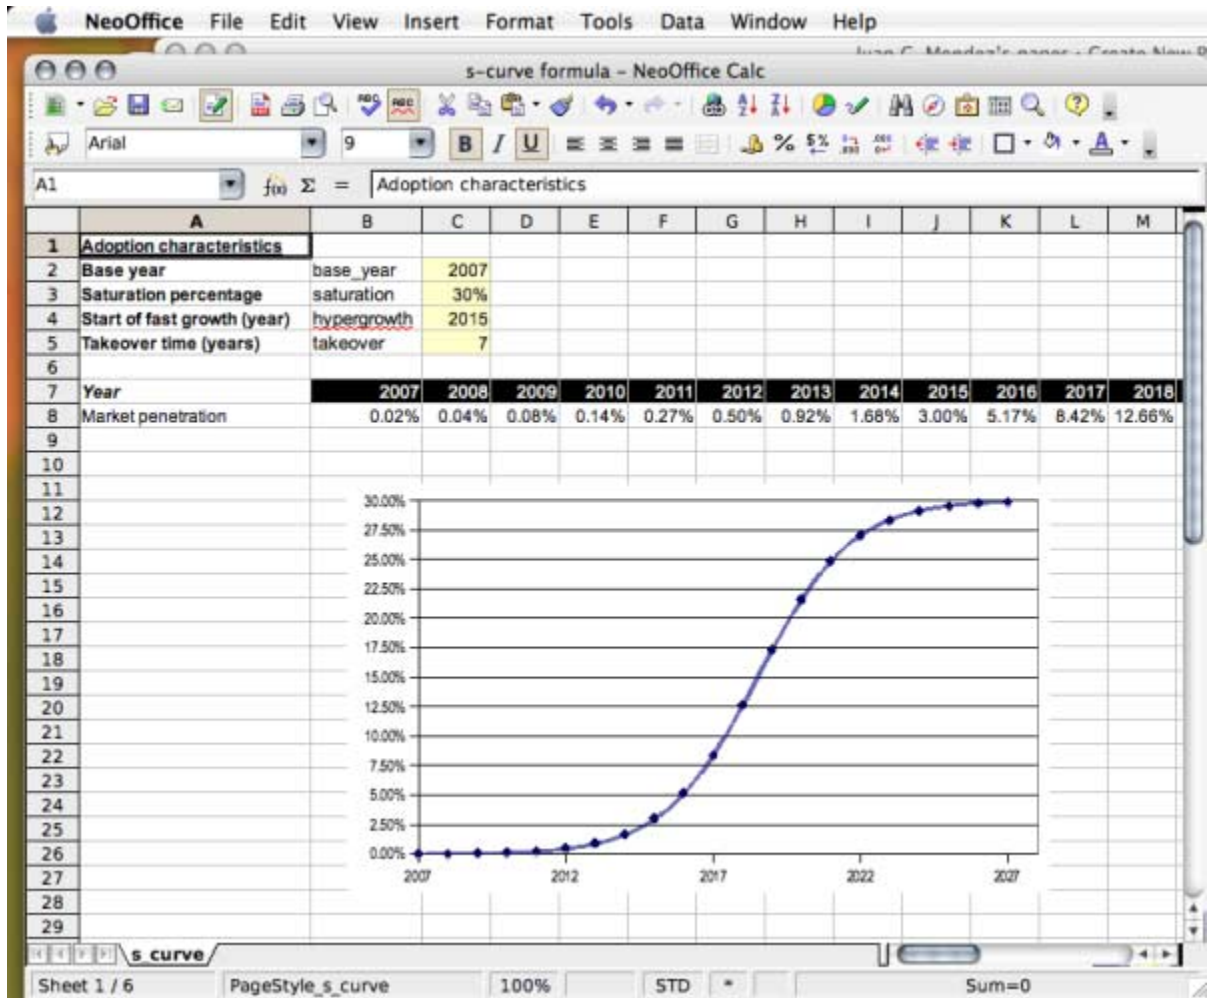 NeoOffice File Edit View Insert Format Tools Data Window Help
s-curve formula – NeoOffice Calc
Arial 9 B I U
A1 f(x) Σ = Adoption characteristics
A B C D E F G H I J K L M
1 Adoption characteristics
2 Base year base_year 2007
3 Saturation percentage saturation 30%
4 Start of fast growth (year) hypergrowth 2015
5 Takeover time (years) takeover 7
6
7 Year 2007 2008 2009 2010 2011 2012 2013 2014 2015 2016 2017 2018
8 Market penetration 0.02% 0.04% 0.08% 0.14% 0.27% 0.50% 0.92% 1.68% 3.00% 5.17% 8.42% 12.66%
9
10
11
12
13
14
15
16
17
18
19
20
21
22
23
24
25
26
27
28
29
30.00%
27.50%
25.00%
22.50%
20.00%
17.50%
15.00%
12.50%
10.00%
7.50%
5.00%
2.50%
0.00%
2007 2012 2017 2022 2027
s_curve
Sheet 1 / 6 PageStyle_s_curve 100% STD * Sum=0